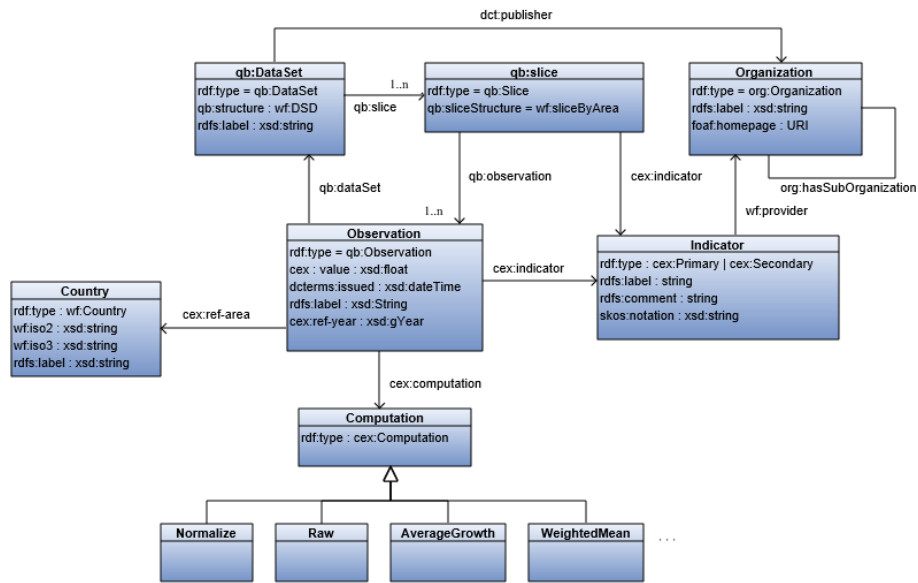 dct:publisher
qb:DataSet
rdf:type = qb:DataSet
qb:structure : wf:DSD
rdfs:label : xsd:string
1..n
qb:slice
qb:slice
rdf:type = qb:Slice
qb:sliceStructure = wf:sliceByArea
Organization
rdf:type = org:Organization
rdfs:label : xsd:string
foaf:homepage : URI
org:hasSubOrganization
qb:dataSet
qb:observation
cex:indicator
wf:provider
1..n
Observation
rdf:type = qb:Observation
cex : value : xsd:float
dcterms:issued : xsd:dateTime
rdfs:label : xsd:String
cex:ref-year : xsd:gYear
cex:indicator
Indicator
rdf:type : cex:Primary | cex:Secondary
rdfs:label : string
rdfs:comment : string
skos:notation : xsd:string
Country
rdf:type : wf:Country
wf:iso2 : xsd:string
wf:iso3 : xsd:string
rdfs:label : xsd:string
cex:ref-area
cex:computation
Computation
rdf:type : cex:Computation
Normalize
Raw
AverageGrowth
WeightedMean
. . .